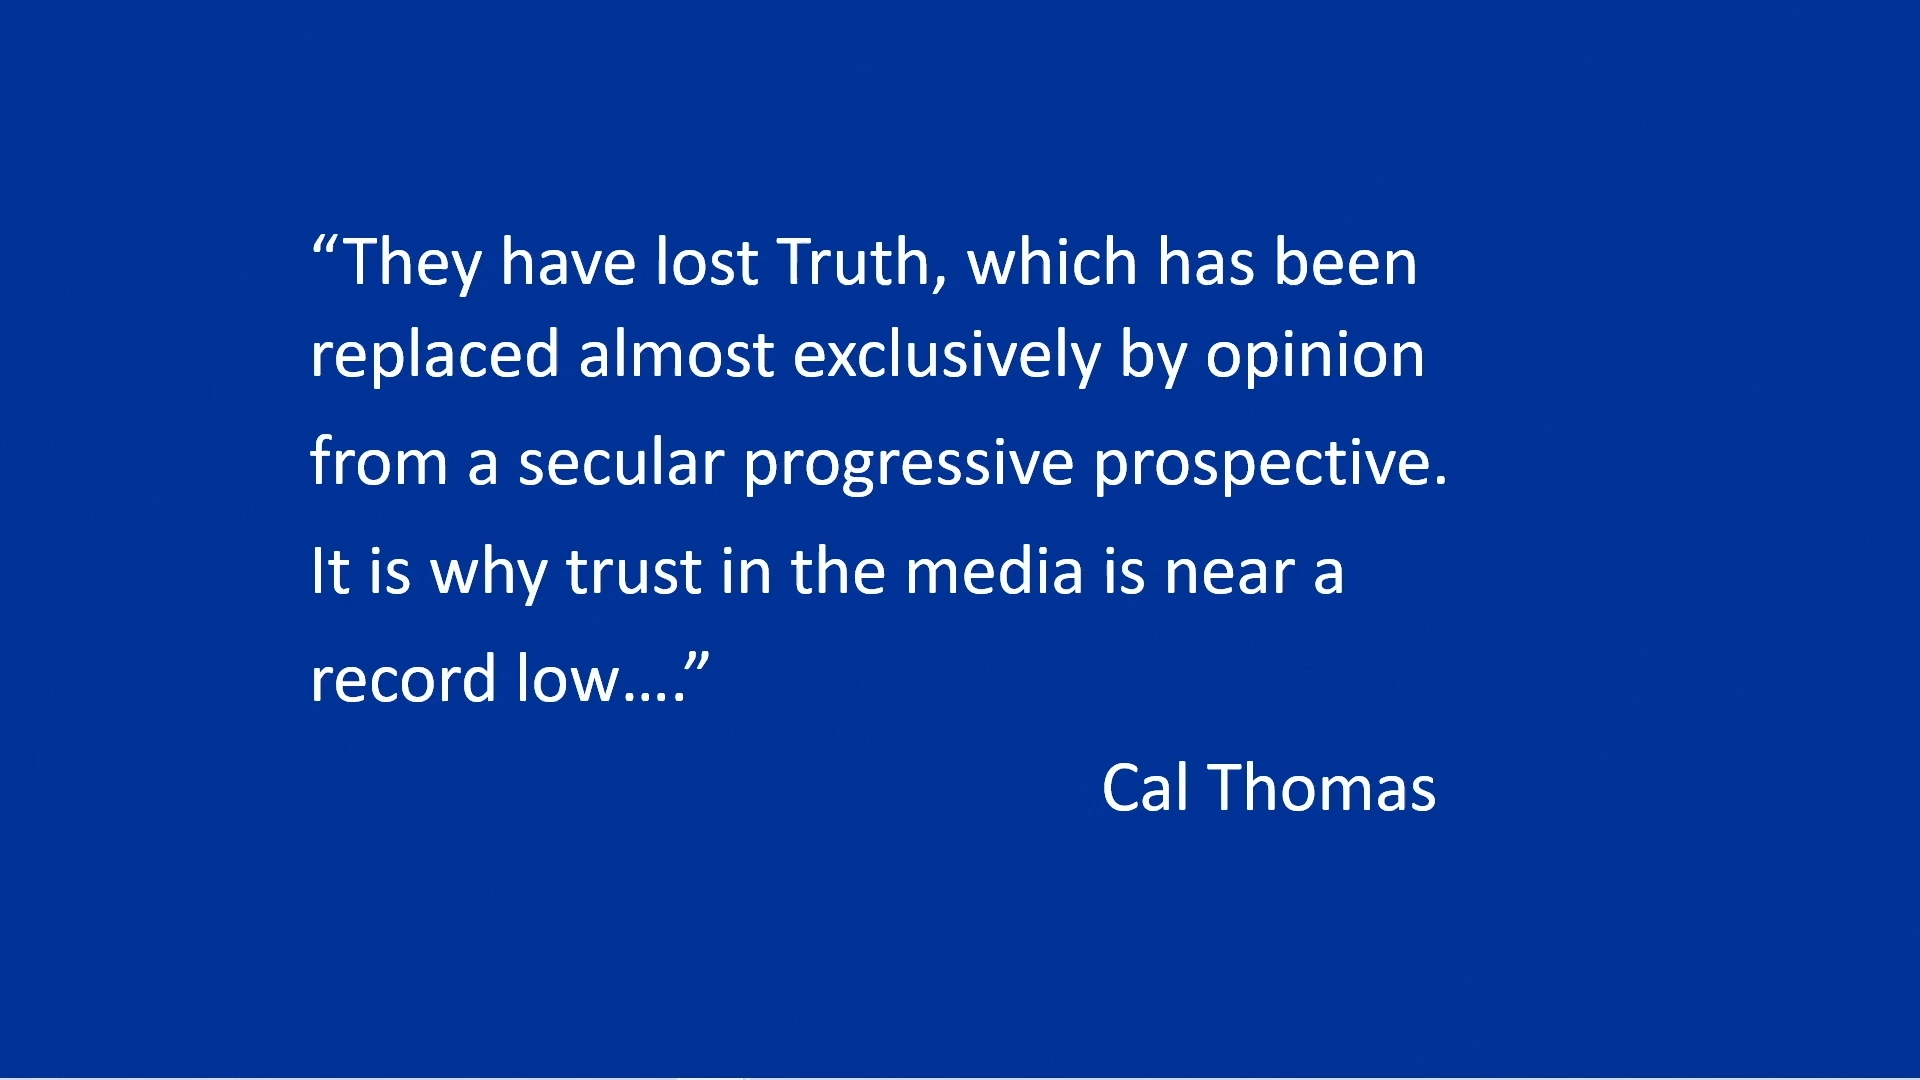 “They have lost Truth, which has been
replaced almost exclusively by opinion
from a secular progressive prospective.
It is why trust in the media is near a
record low….”
Cal Thomas